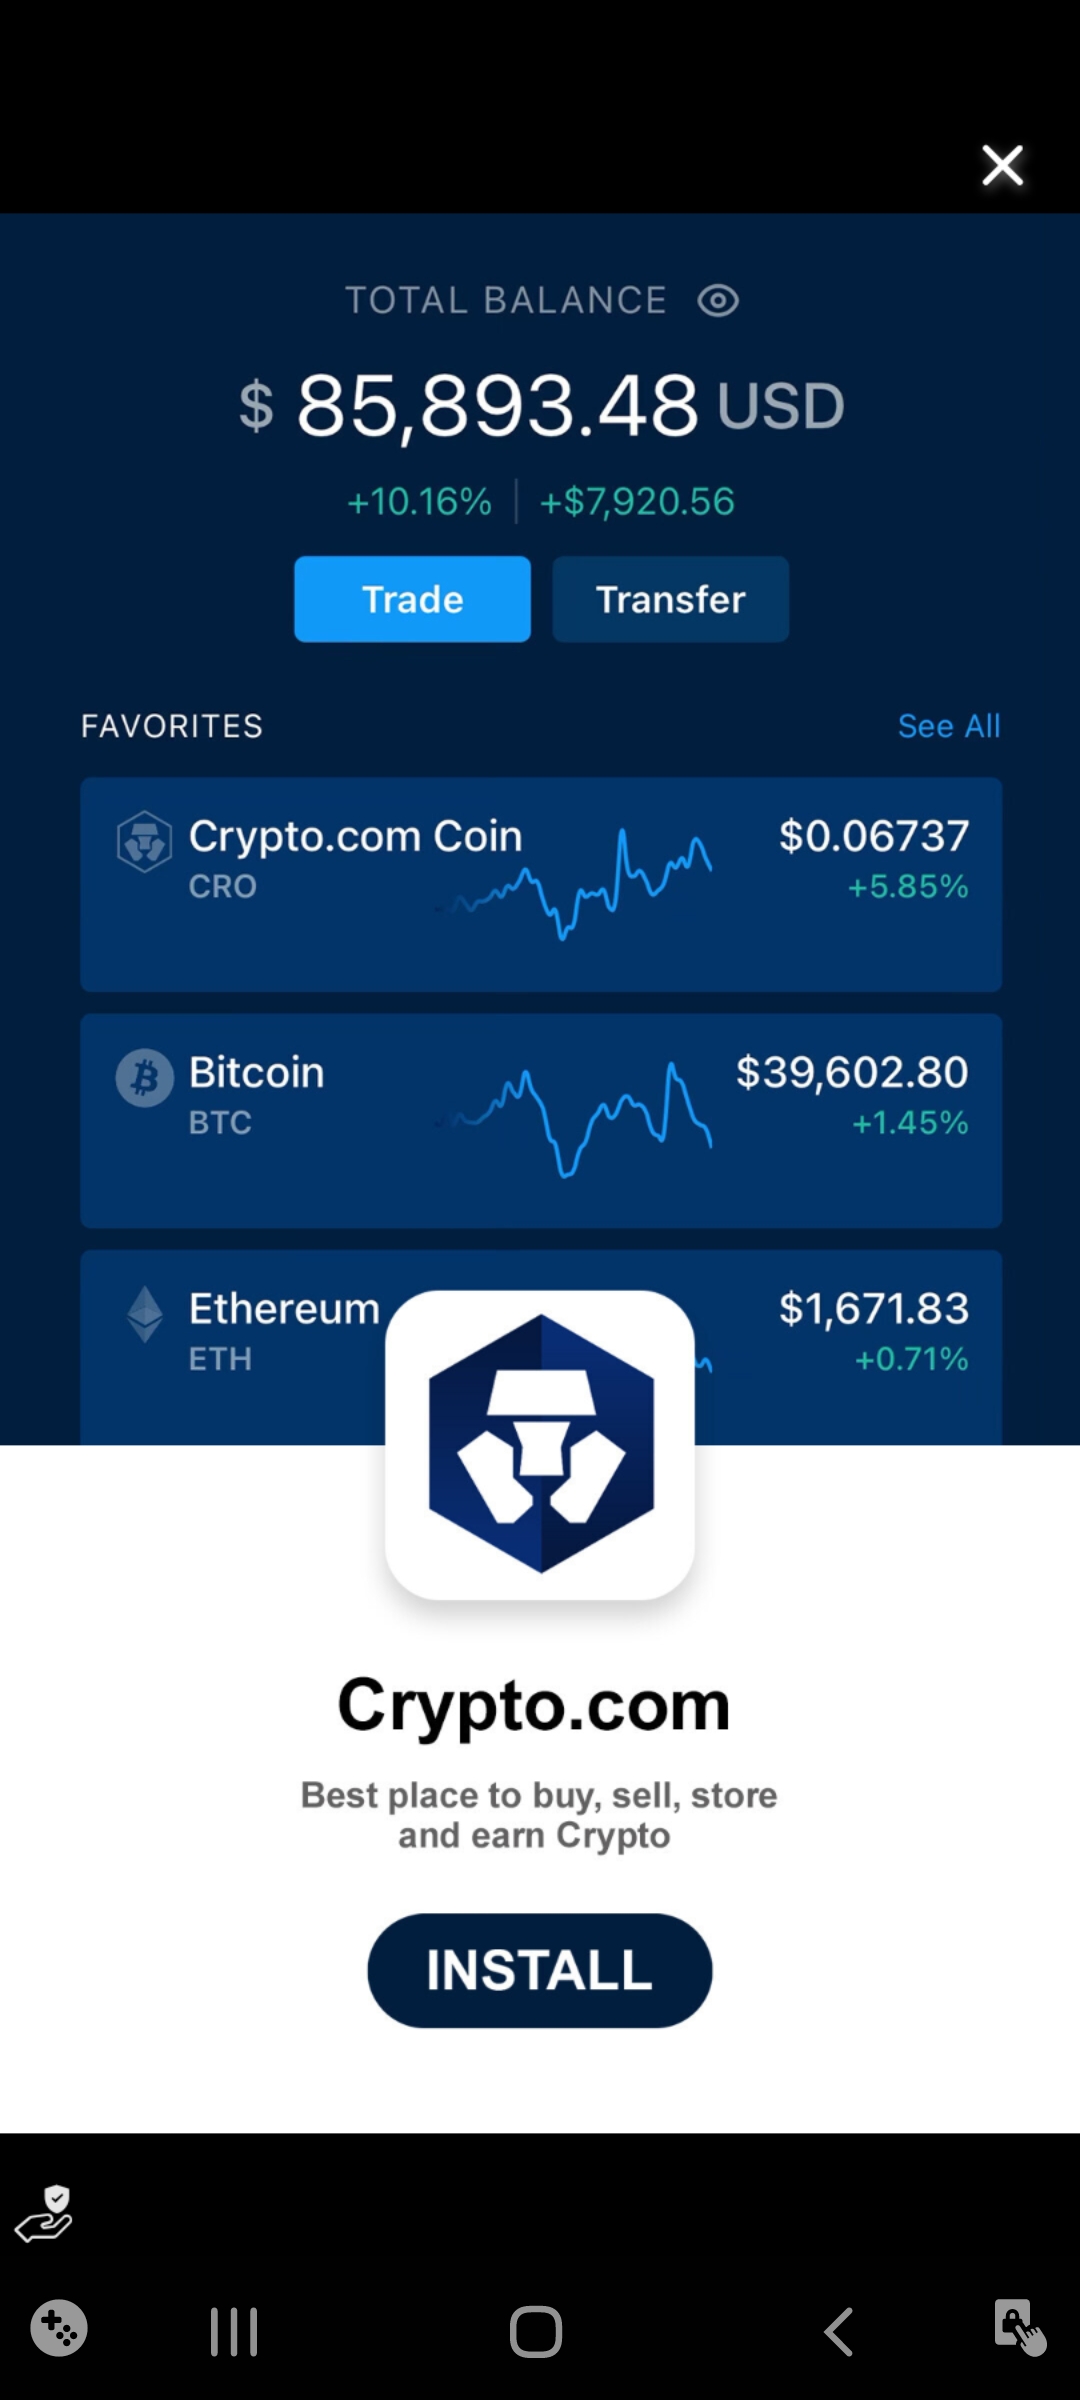 TOTAL BALANCE
$ 85,893.48 USD
+10.16% +$7,920.56
Trade Transfer
FAVORITES See All
Crypto.com Coin $0.06737
CRO +5.85%
Bitcoin $39,602.80
BTC +1.45%
Ethereum $1,671.83
ETH +0.71%
Crypto.com
Best place to buy, sell, store
and earn Crypto
INSTALL